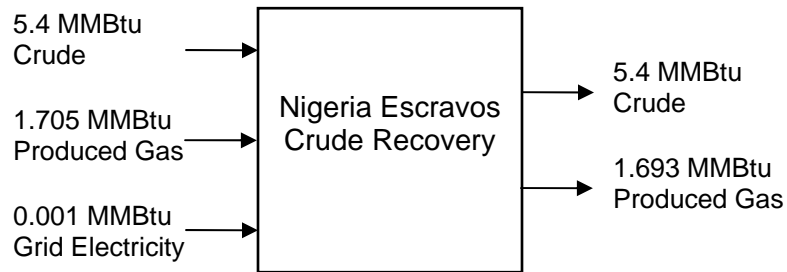 5.4 MMBtu
Crude
1.705 MMBtu
Produced Gas
0.001 MMBtu
Grid Electricity
Nigeria Escravos
Crude Recovery
5.4 MMBtu
Crude
1.693 MMBtu
Produced Gas